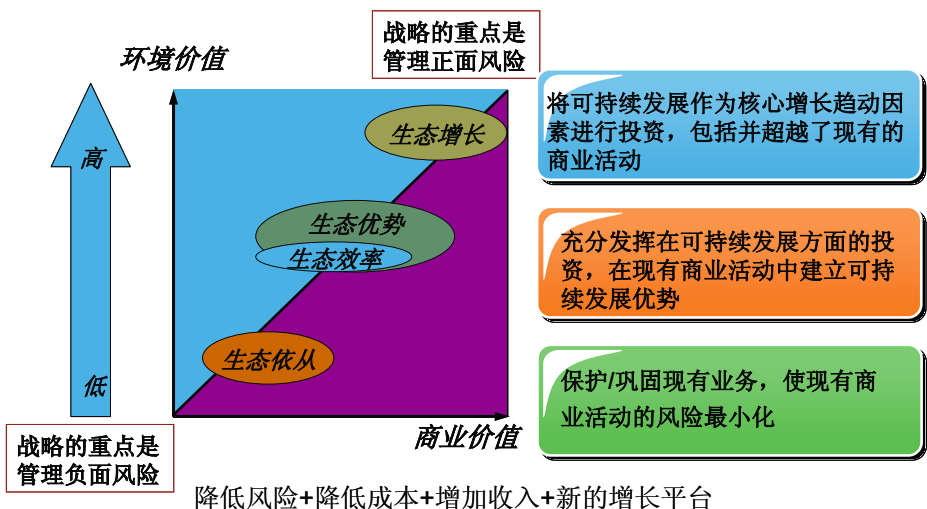 战略的重点是
管理正面风险
环境价值
高
低
生态增长
生态优势
生态效率
生态依从
商业价值
战略的重点是
管理负面风险
将可持续发展作为核心增长趋动因
素进行投资，包括并超越了现有的
商业活动
充分发挥在可持续发展方面的投
资，在现有商业活动中建立可持
续发展优势
保护/巩固现有业务，使现有商
业活动的风险最小化
降低风险+降低成本+增加收入+新的增长平台